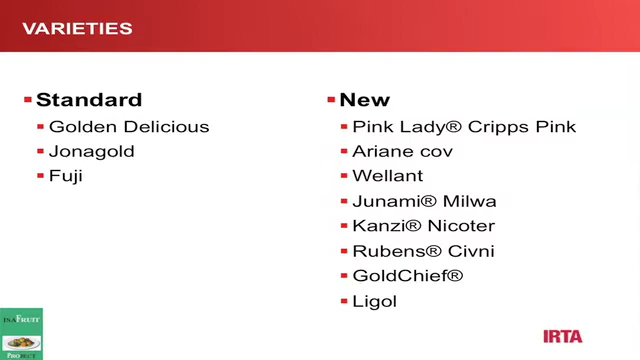 VARIETIES
Standard
Golden Delicious
Jonagold
Fuji
New
Pink Lady® Cripps Pink
Ariane cov
Wellant
Junami® Milwa
Kanzi® Nicoter
Rubens® Civni
GoldChief®
Ligol
ISAFRUIT
PROJECT
IRTA